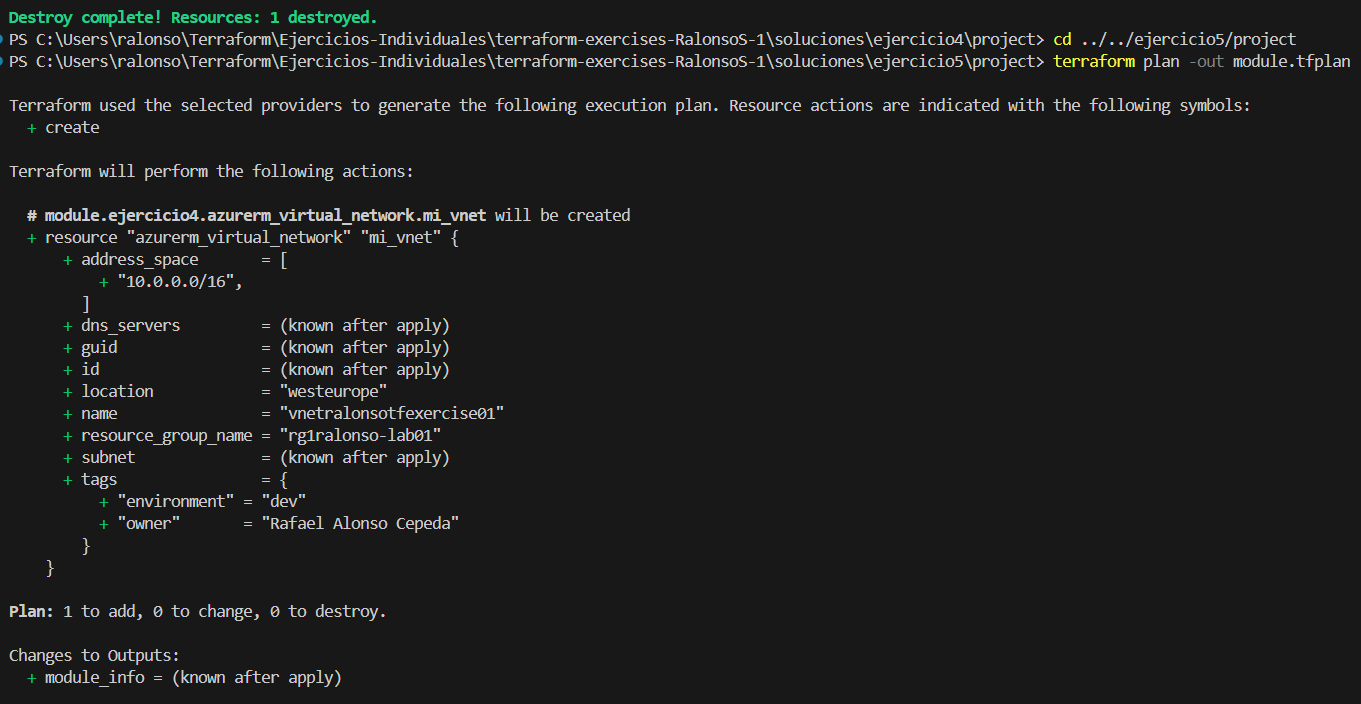 Destroy complete! Resources: 1 destroyed.
PS C:\Users\ralonso\Terraform\Ejercicios-Individuales\terraform-exercises-RalonsoS-1\soluciones\ejercicio4\project> cd ../../ejercicio5/project
PS C:\Users\ralonso\Terraform\Ejercicios-Individuales\terraform-exercises-RalonsoS-1\soluciones\ejercicio5\project> terraform plan -out module.tfplan

Terraform used the selected providers to generate the following execution plan. Resource actions are indicated with the following symbols:
  + create

Terraform will perform the following actions:

  # module.ejercicio4.azurerm_virtual_network.mi_vnet will be created
  + resource "azurerm_virtual_network" "mi_vnet" {
      + address_space       = [
          + "10.0.0.0/16",
        ]
      + dns_servers         = (known after apply)
      + guid                = (known after apply)
      + id                  = (known after apply)
      + location            = "westeurope"
      + name                = "vnetralonsotfexercise01"
      + resource_group_name = "rg1ralonso-lab01"
      + subnet              = (known after apply)
      + tags                = {
          + "environment" = "dev"
          + "owner"       = "Rafael Alonso Cepeda"
        }
    }

Plan: 1 to add, 0 to change, 0 to destroy.

Changes to Outputs:
  + module_info = (known after apply)